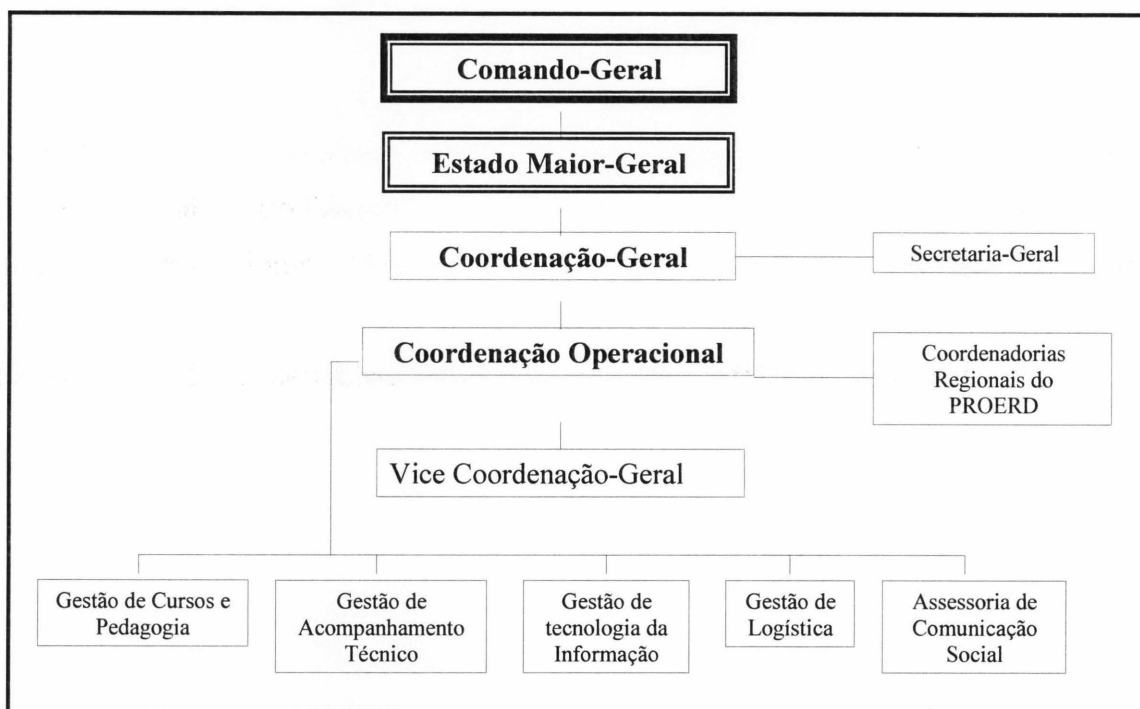 Comando-Geral
Estado Maior-Geral
Coordenação-Geral
Secretaria-Geral
Coordenação Operacional
Coordenadorias
Regionais do
PROERD
Vice Coordenação-Geral
Gestão de Cursos e
Pedagogia
Gestão de
Acompanhamento
Técnico
Gestão de
tecnologia da
Informação
Gestão de
Logística
Assessoria de
Comunicação
Social